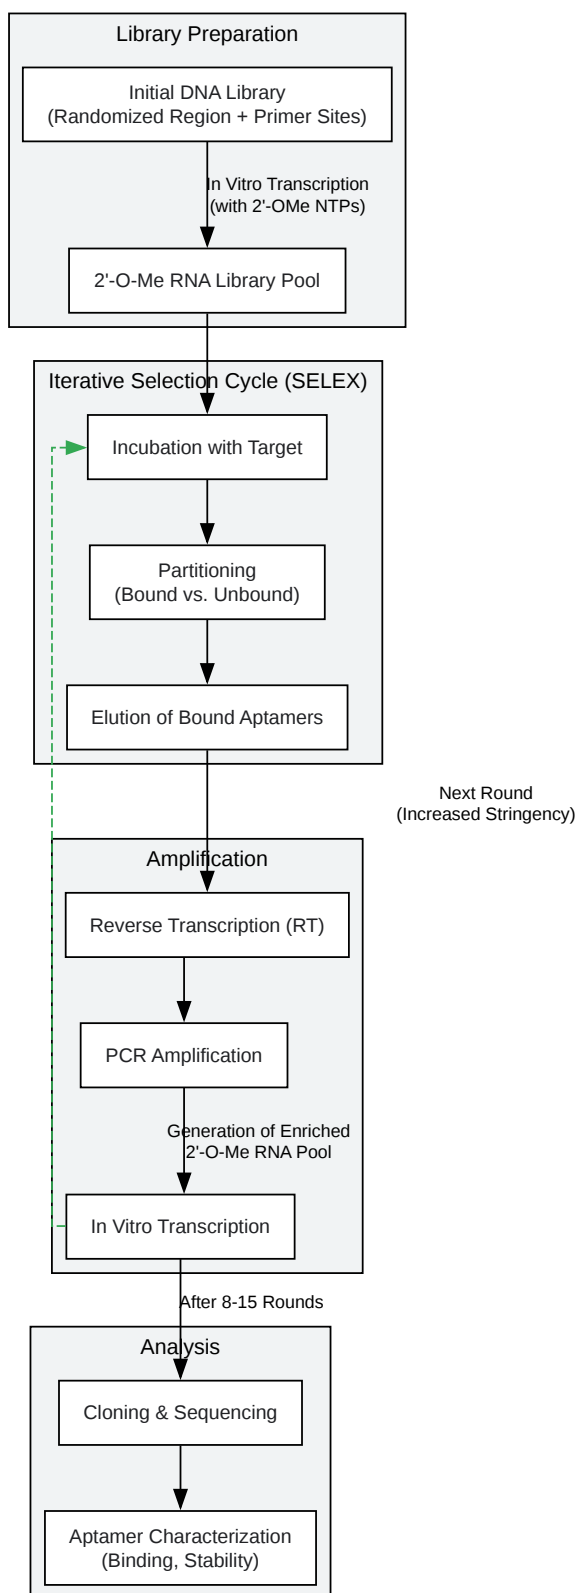 Library Preparation
Initial DNA Library
(Randomized Region + Primer Sites)
In Vitro Transcription
(with 2'-OMe NTPs)
2'-O-Me RNA Library Pool
Iterative Selection Cycle (SELEX)
Incubation with Target
Partitioning
(Bound vs. Unbound)
Elution of Bound Aptamers
Next Round
(Increased Stringency)
Amplification
Reverse Transcription (RT)
PCR Amplification
Generation of Enriched
2'-O-Me RNA Pool
In Vitro Transcription
After 8-15 Rounds
Analysis
Cloning & Sequencing
Aptamer Characterization
(Binding, Stability)